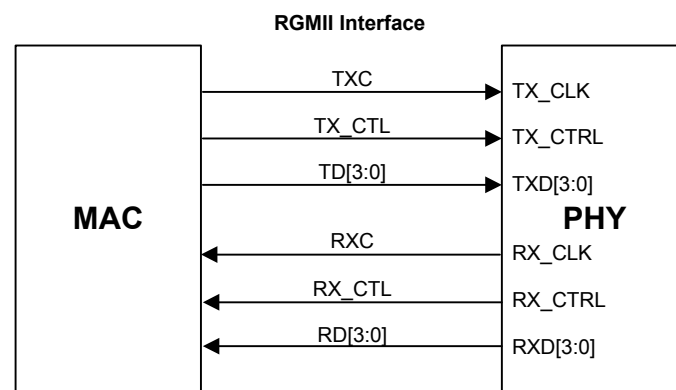 RGMII Interface
TXC
TX_CLK
TX_CTL
TX_CTRL
TD[3:0]
TXD[3:0]
MAC
PHY
RXC
RX_CLK
RX_CTL
RX_CTRL
RD[3:0]
RXD[3:0]